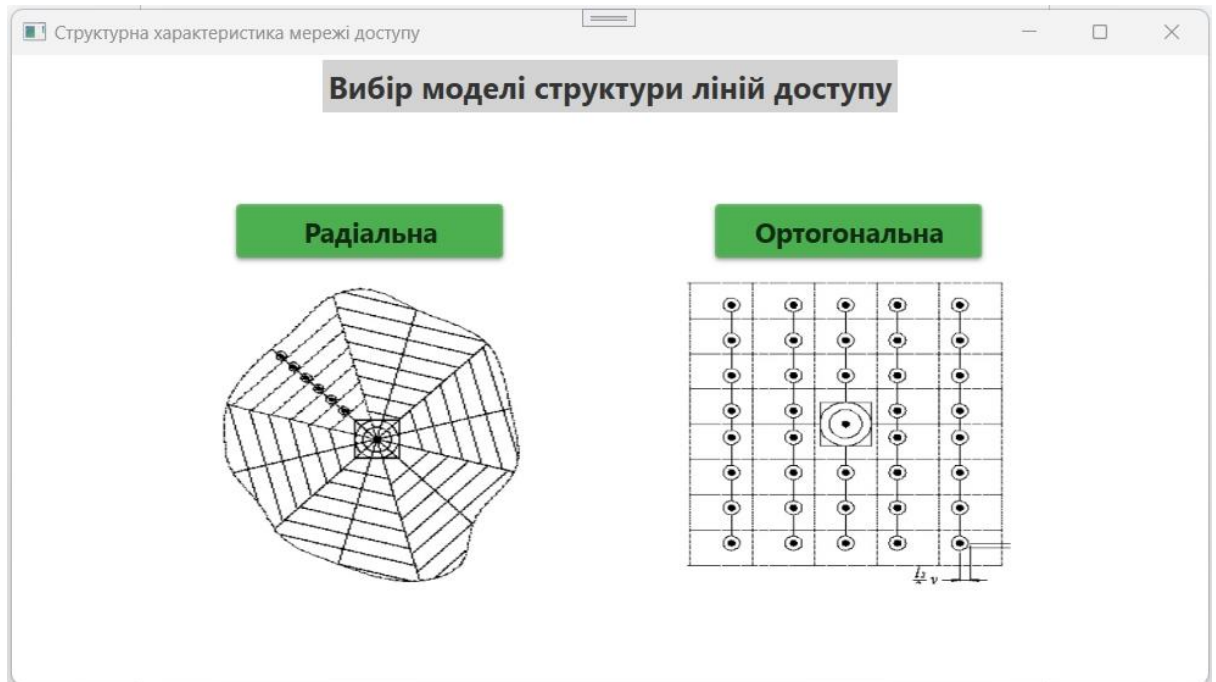 Структурна характеристика мережі доступу
Вибір моделі структури ліній доступу
Радіальна
Ортогональна